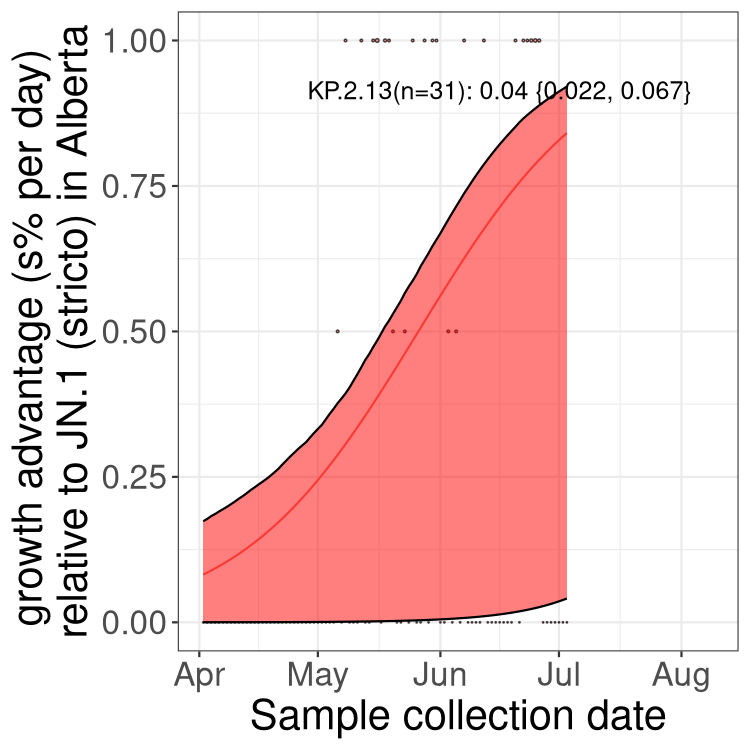 growth advantage (s% per day)
relative to JN.1 (stricto) in Alberta
1.00
0.75
0.50
0.25
0.00
KP.2.13(n=31): 0.04 {0.022, 0.067}
Apr May Jun Jul Aug
Sample collection date